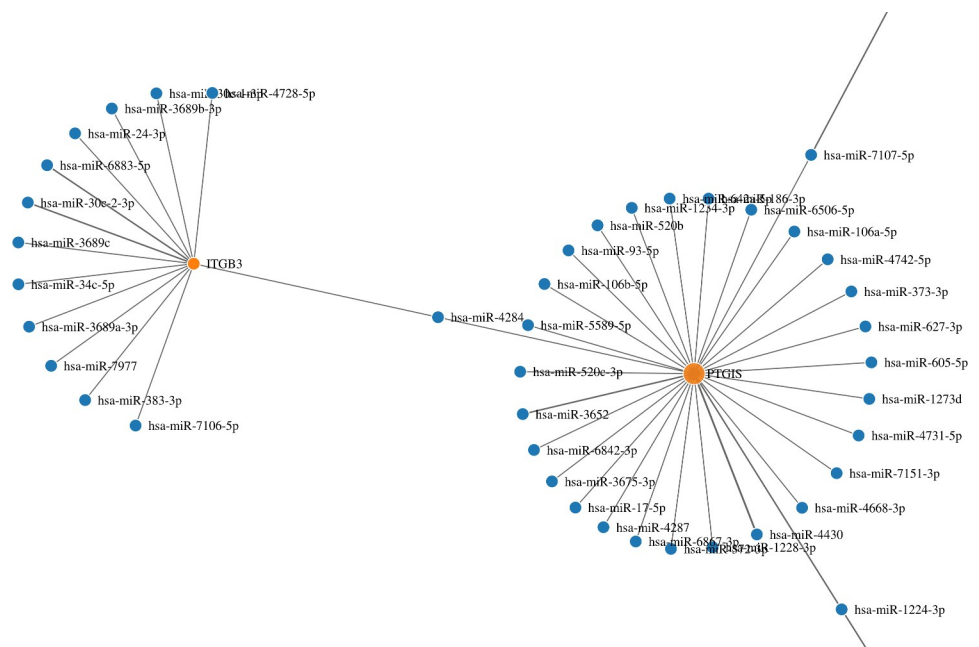 hsa-miR-4728-5p
hsa-miR-3689b-3p
hsa-miR-24-3p
hsa-miR-6883-5p
hsa-miR-30c-2-3p
hsa-miR-3689c
ITGB3
hsa-miR-34c-5p
hsa-miR-3689a-3p
hsa-miR-7977
hsa-miR-383-3p
hsa-miR-7106-5p
hsa-miR-4284
hsa-miR-7107-5p
hsa-miR-1234-3p
hsa-miR-6506-5p
hsa-miR-520b
hsa-miR-106a-5p
hsa-miR-93-5p
hsa-miR-4742-5p
hsa-miR-106b-5p
hsa-miR-373-3p
hsa-miR-5589-5p
hsa-miR-627-3p
hsa-miR-605-5p
hsa-miR-520c-3p
PTGIS
hsa-miR-1273d
hsa-miR-3652
hsa-miR-4731-5p
hsa-miR-6842-3p
hsa-miR-7151-3p
hsa-miR-3675-3p
hsa-miR-17-5p
hsa-miR-4668-3p
hsa-miR-4287
hsa-miR-4430
hsa-miR-6867-3p
hsa-miR-1228-3p
hsa-miR-1224-3p